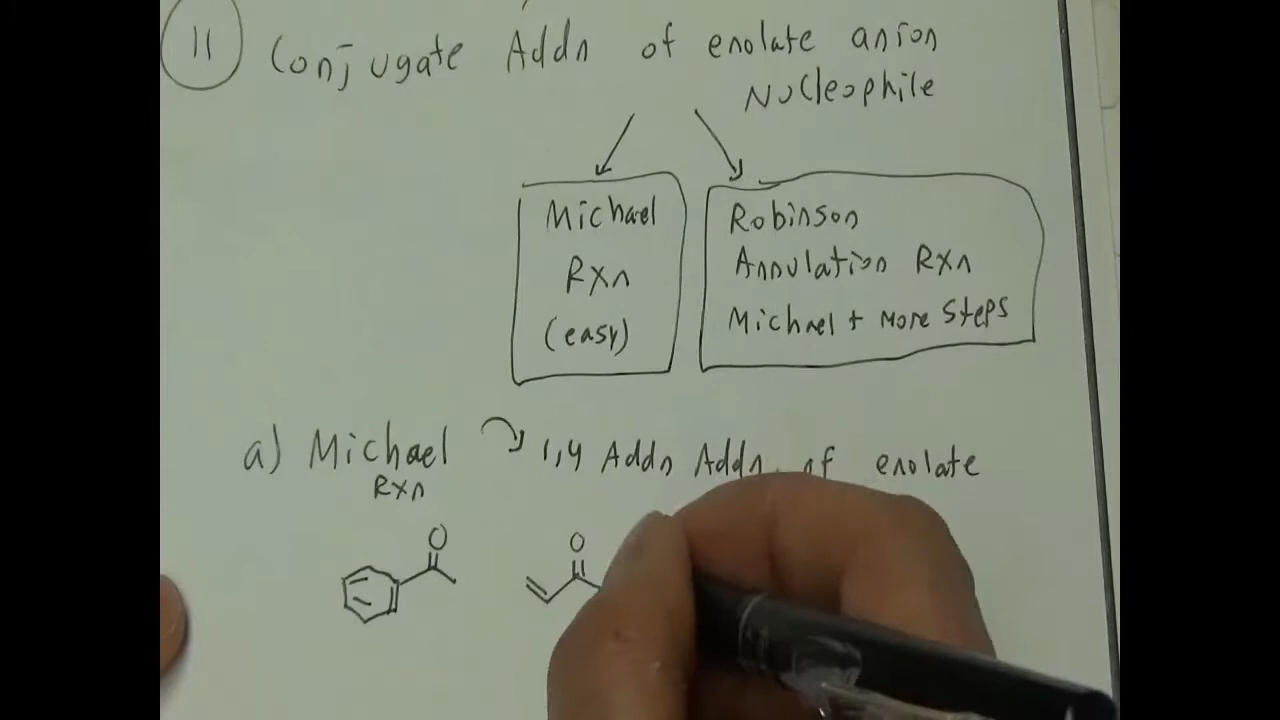 11
Conjugate Addn of enolate anion
Nucleophile
Michael
Rxn
(easy)
Robinson
Annulation Rxn
Michael + More Steps
a) Michael 1,4 Addn Addn of enolate
Rxn
O
O